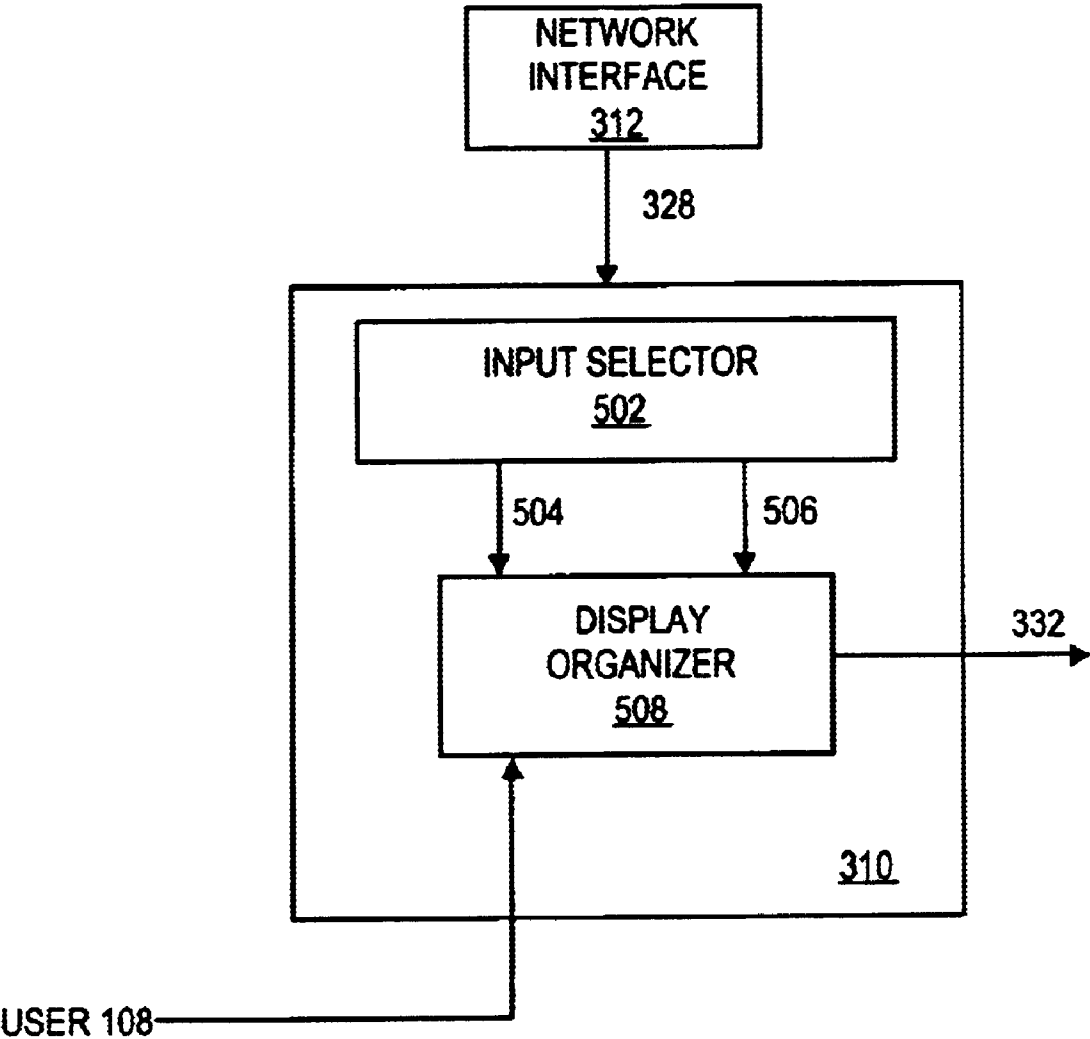 NETWORK
INTERFACE
312
328
INPUT SELECTOR
502
504
506
DISPLAY
ORGANIZER
508
332
310
USER 108